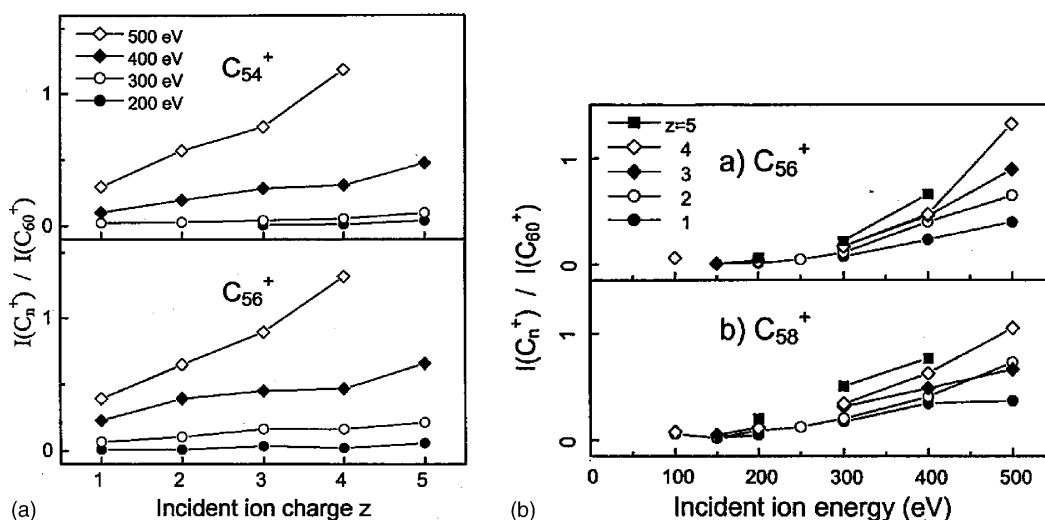 500 eV
400 eV
300 eV
200 eV
C54+
1
0
C56+
1
0
I(Cn+) / I(C60+)
1 2 3 4 5
Incident ion charge z
(a)
z=5
4
3
2
1
a) C56+
1
0
b) C58+
1
0
I(Cn+) / I(C60+)
0 100 200 300 400 500
Incident ion energy (eV)
(b)